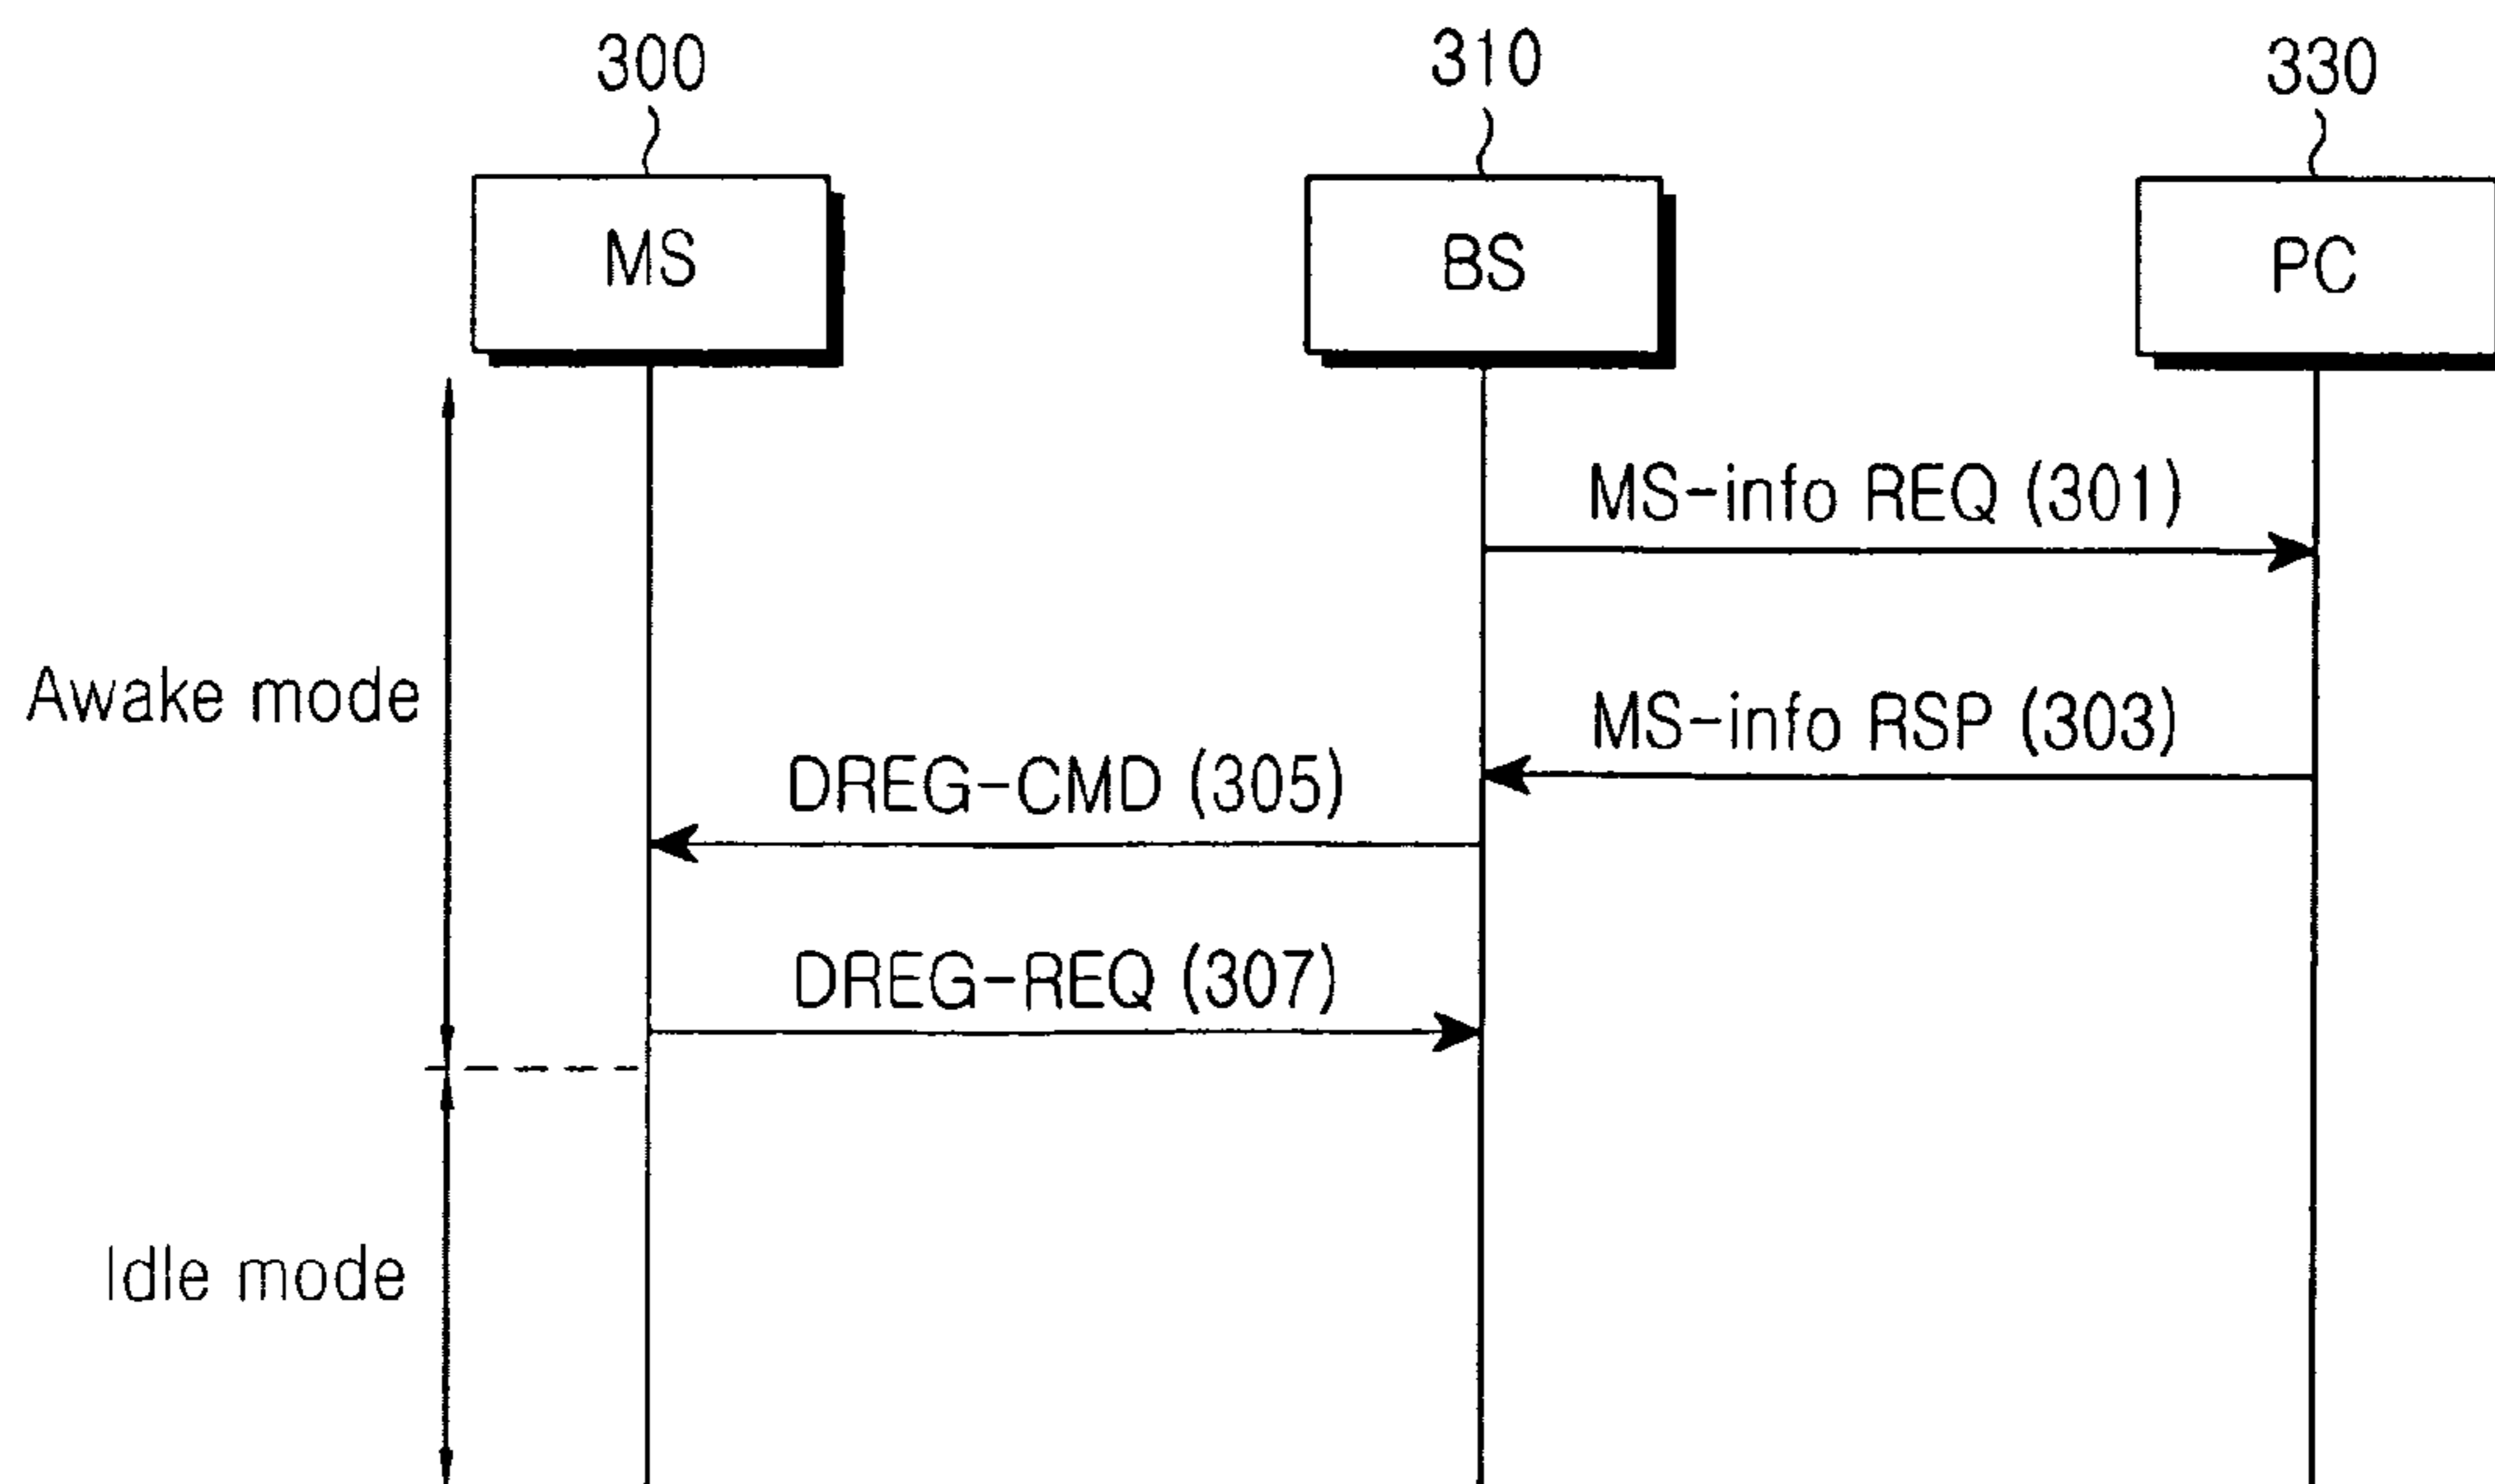 300
310
330
MS
BS
PC
MS-info REQ (301)
Awake mode
MS-info RSP (303)
DREG-CMD (305)
DREG-REQ (307)
Idle mode